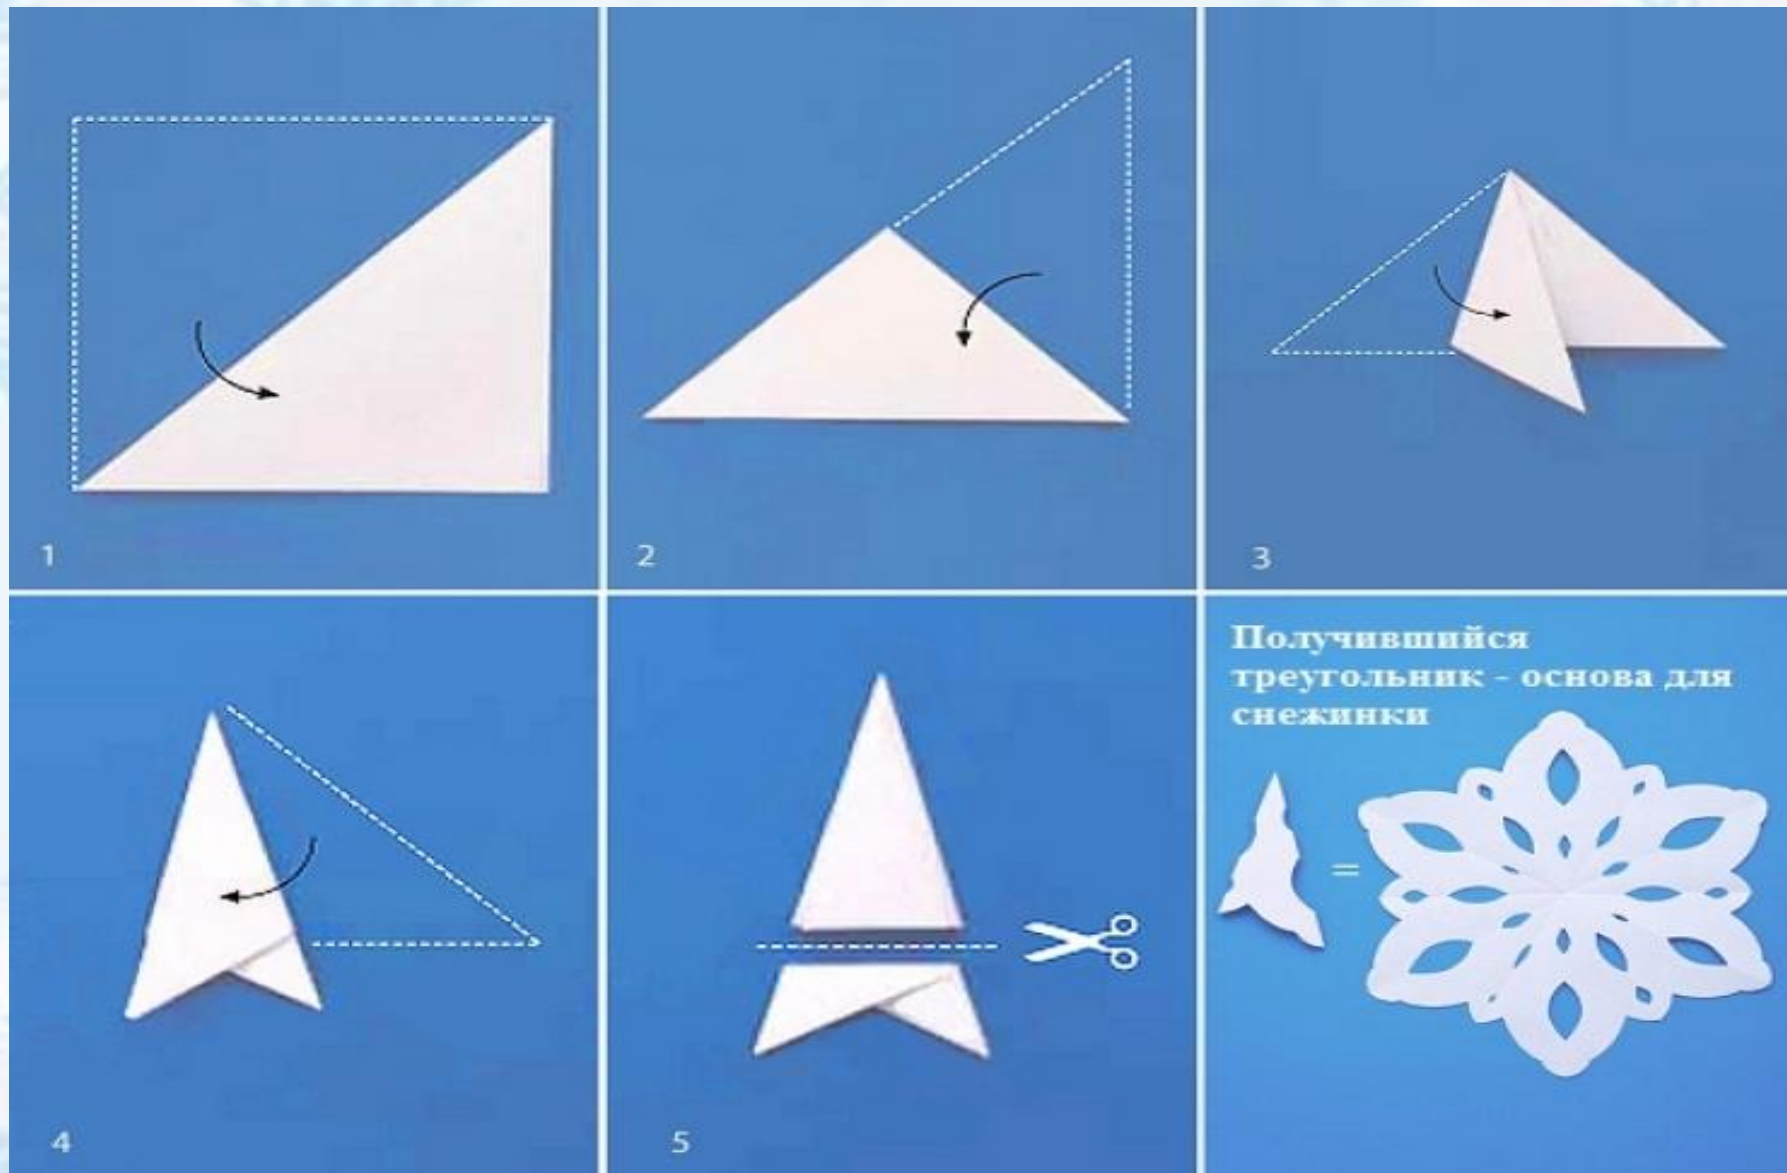 1
2
3
4
5
Получившийся
треугольник - основа для
снежинки
=